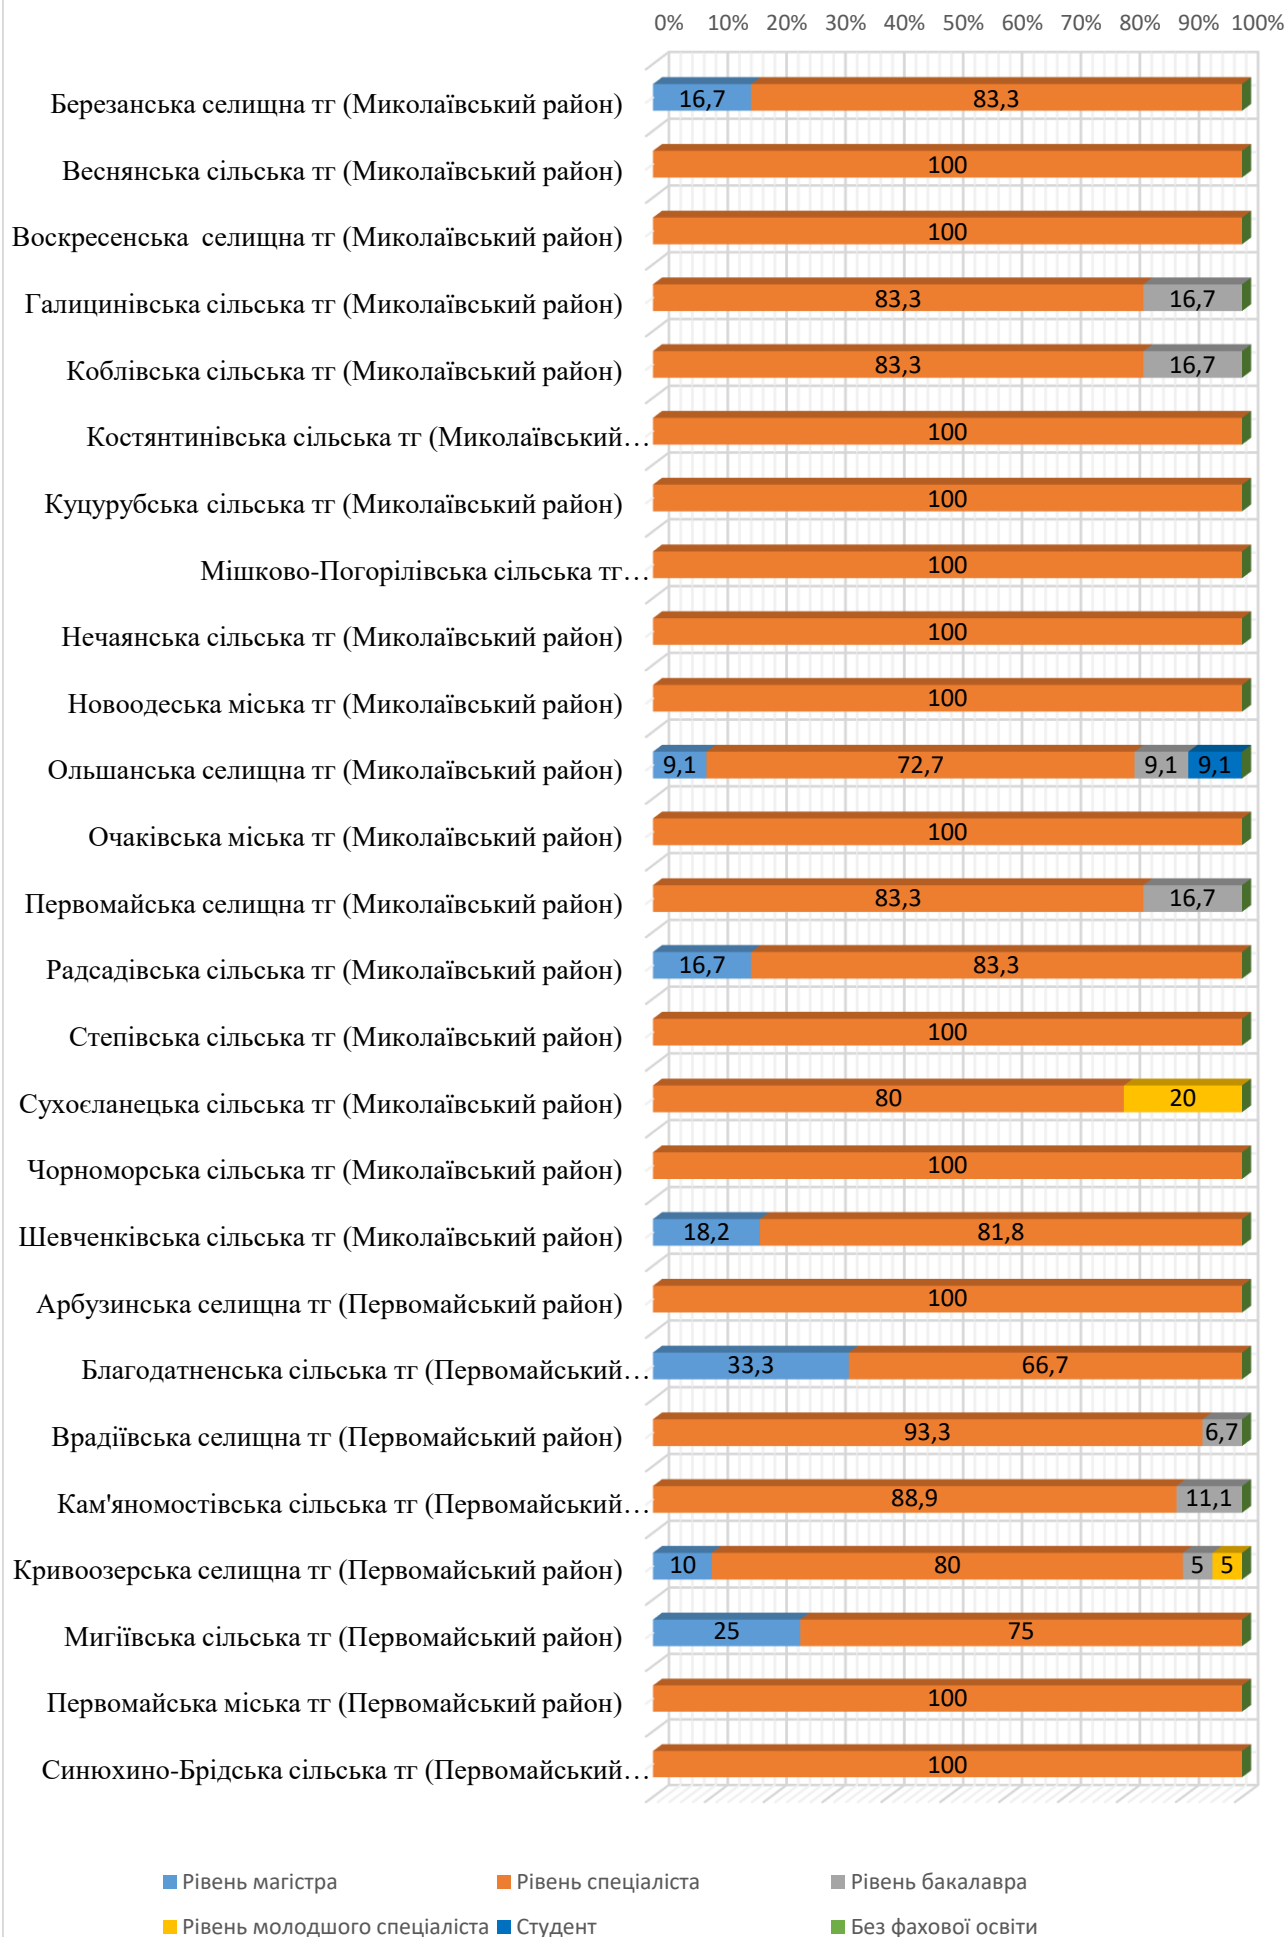 0% 10% 20% 30% 40% 50% 60% 70% 80% 90% 100%
Березанська селищна тг (Миколаївський район) 16,7 83,3
Веснянська сільська тг (Миколаївський район) 100
Воскресенська селищна тг (Миколаївський район) 100
Галицинівська сільська тг (Миколаївський район) 83,3 16,7
Коблівська сільська тг (Миколаївський район) 83,3 16,7
Костянтинівська сільська тг (Миколаївський… 100
Куцурубська сільська тг (Миколаївський район) 100
Мішково-Погорілівська сільська тг… 100
Нечаянська сільська тг (Миколаївський район) 100
Новоодеська міська тг (Миколаївський район) 100
Ольшанська селищна тг (Миколаївський район) 9,1 72,7 9,1 9,1
Очаківська міська тг (Миколаївський район) 100
Первомайська селищна тг (Миколаївський район) 83,3 16,7
Радсадівська сільська тг (Миколаївський район) 16,7 83,3
Степівська сільська тг (Миколаївський район) 100
Сухоєланецька сільська тг (Миколаївський район) 80 20
Чорноморська сільська тг (Миколаївський район) 100
Шевченківська сільська тг (Миколаївський район) 18,2 81,8
Арбузинська селищна тг (Первомайський район) 100
Благодатненська сільська тг (Первомайський… 33,3 66,7
Врадіївська селищна тг (Первомайський район) 93,3 6,7
Кам'яномостівська сільська тг (Первомайський… 88,9 11,1
Кривоозерська селищна тг (Первомайський район) 10 80 5 5
Мигіївська сільська тг (Первомайський район) 25 75
Первомайська міська тг (Первомайський район) 100
Синюхино-Брідська сільська тг (Первомайський… 100
Рівень магістра Рівень спеціаліста Рівень бакалавра
Рівень молодшого спеціаліста Студент Без фахової освіти